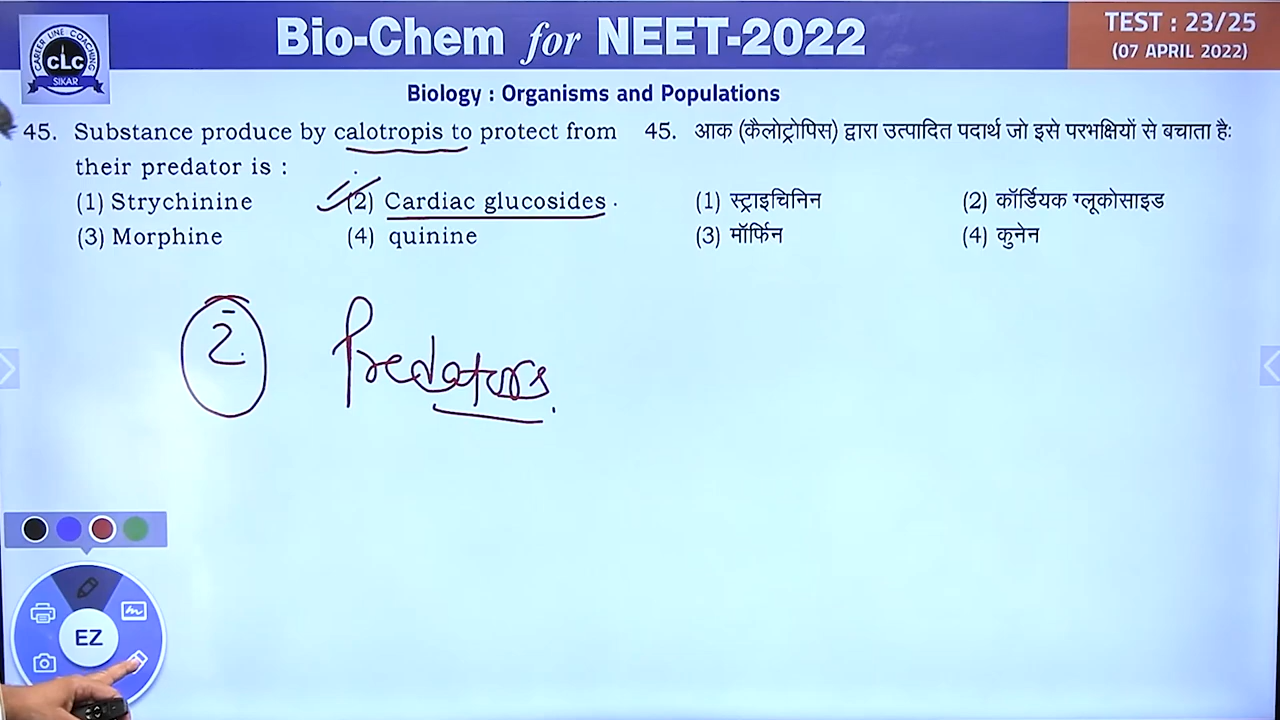 CAREER LINE COACHING
CLC
SIKAR
Bio-Chem for NEET-2022
TEST : 23/25
(07 APRIL 2022)
Biology : Organisms and Populations
45. Substance produce by calotropis to protect from
their predator is :
(1) Strychinine (2) Cardiac glucosides
(3) Morphine (4) quinine
45. आक (कैलोट्रोपिस) द्वारा उत्पादित पदार्थ जो इसे परभक्षियों से बचाता हैः
(1) स्ट्राइचिनिन (2) कॉर्डियक ग्लूकोसाइड
(3) मॉर्फिन (4) कुनेन
2 Predators
EZ